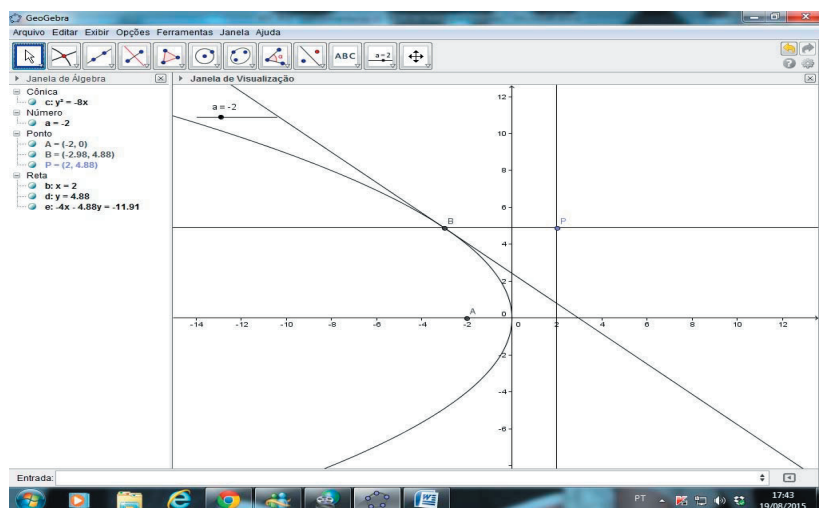 GeoGebra
Arquivo Editar Exibir Opções Ferramentas Janela Ajuda
ABC
a=2
Janela de Álgebra
Janela de Visualização
Cônica
c: y² = -8x
Número
a = -2
Ponto
A = (-2, 0)
B = (-2.98, 4.88)
P = (2, 4.88)
Reta
b: x = 2
d: y = 4.88
e: -4x - 4.88y = -11.91
a = -2
12
10
8
6
B
P
4
2
A
0
-14 -12 -10 -8 -6 -4 -2 0 2 4 6 8 10 12
-2
-4
-6
Entrada:
PT
17:43
19/08/2015